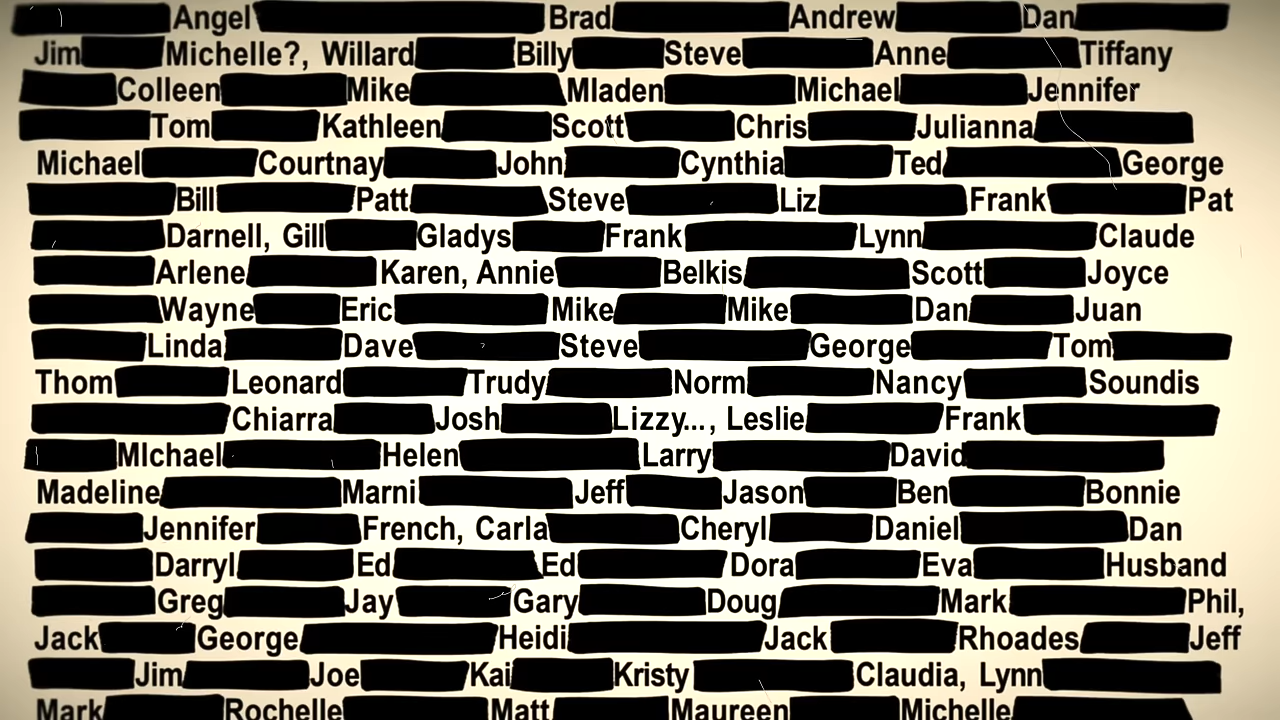 Angel Brad Andrew Dan
Jim Michelle?, Willard Billy Steve Anne Tiffany
Colleen Mike Mladen Michael Jennifer
Tom Kathleen Scott Chris Julianna
Michael Courtnay John Cynthia Ted George
Bill Patt Steve Liz Frank Pat
Darnell, Gill Gladys Frank Lynn Claude
Arlene Karen, Annie Belkis Scott Joyce
Wayne Eric Mike Mike Dan Juan
Linda Dave Steve George Tom
Thom Leonard Trudy Norm Nancy Soundis
Chiarra Josh Lizzy..., Leslie Frank
MIchael Helen Larry David
Madeline Marni Jeff Jason Ben Bonnie
Jennifer French, Carla Cheryl Daniel Dan
Darryl Ed Ed Dora Eva Husband
Greg Jay Gary Doug Mark Phil,
Jack George Heidi Jack Rhoades Jeff
Jim Joe Kai Kristy Claudia, Lynn
Mark Rochelle Matt Maureen Michelle